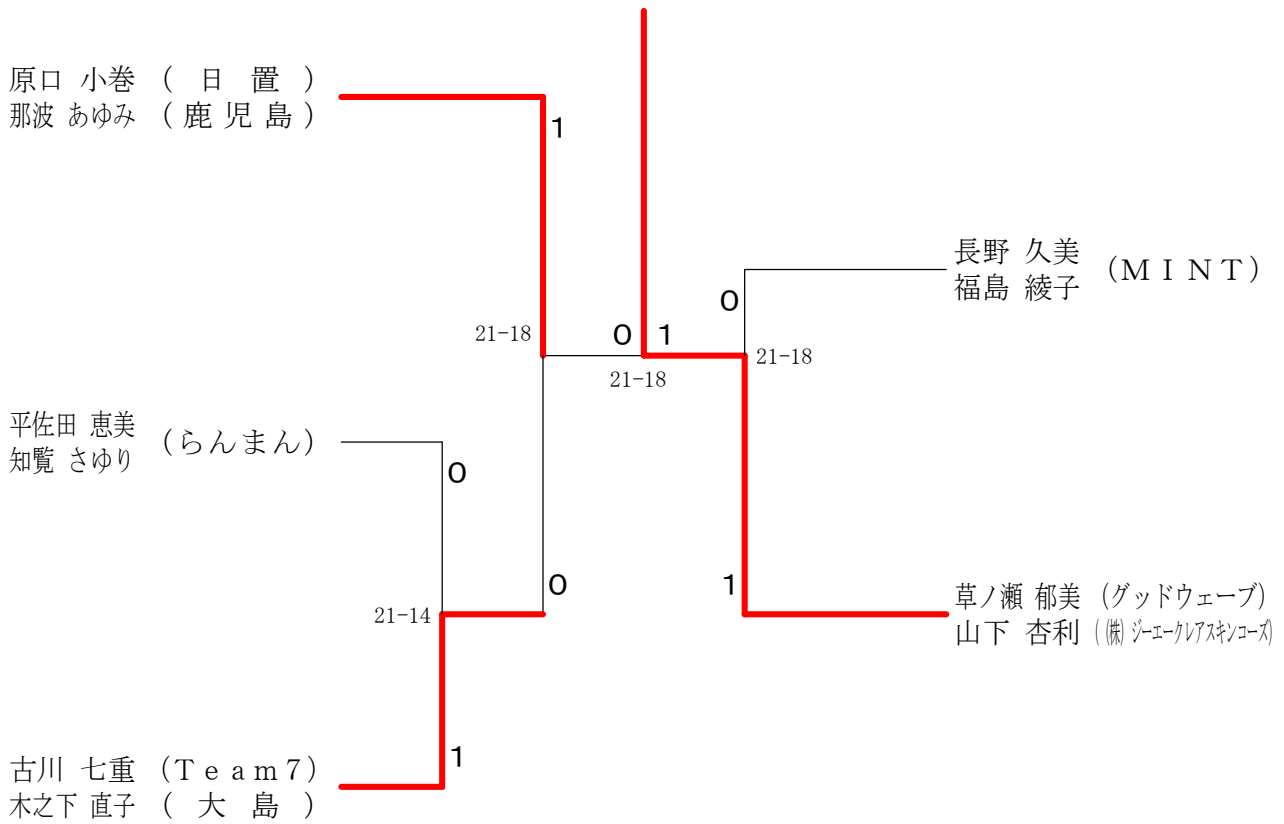 原口 小巻 ( 日 置 )
那波 あゆみ ( 鹿 児 島 )
1
長野 久美
福島 綾子 (ＭＩＮＴ)
0
21-18
0 1
21-18
21-18
平佐田 恵美
知覧 さゆり (らんまん)
0
0
21-14
1
草ノ瀬 郁美 (グッドウェーブ)
山下 杏利 ( ㈱ ジーエークレアスキンコーズ)
1
古川 七重 (Ｔｅａｍ７)
木之下 直子 ( 大 島 )